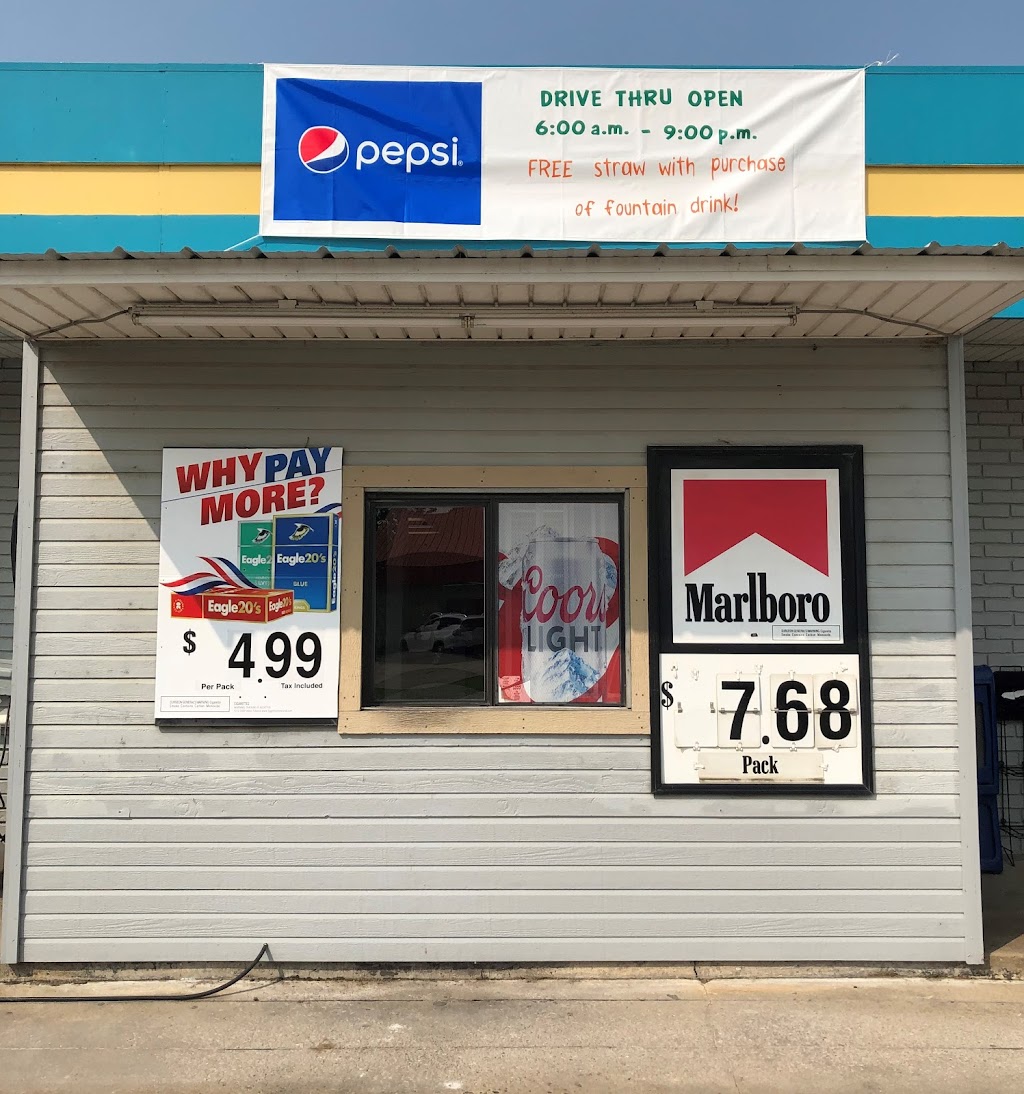 pepsi
DRIVE THRU OPEN
6:00 a.m. - 9:00 p.m.
FREE straw with purchase
of fountain drink!
WHY PAY
MORE?
Eagle20's
BLUE
Eagle20's
Eagle20's
$ 4.99
Per Pack Tax Included
Coors
LIGHT
Marlboro
$ 7.68
Pack